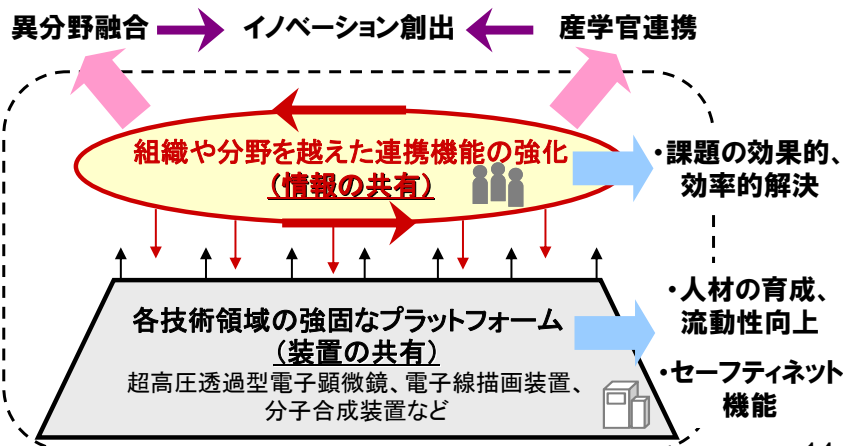 異分野融合
イノベーション創出
産学官連携
組織や分野を越えた連携機能の強化
(情報の共有)
・課題の効果的、
効率的解決
各技術領域の強固なプラットフォーム
(装置の共有)
超高圧透過型電子顕微鏡、電子線描画装置、
分子合成装置など
・人材の育成、
流動性向上
・セーフティネット
機能